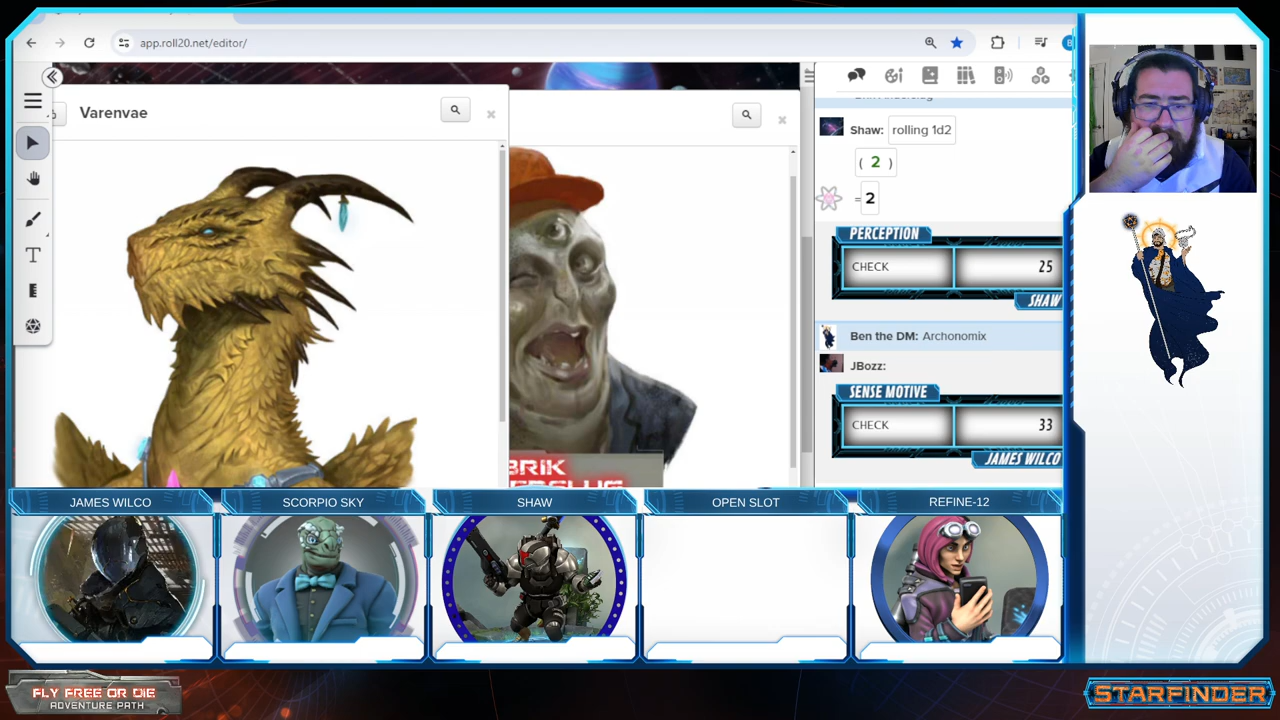 app.roll20.net/editor/
Varenvae
Shaw: rolling 1d2
( 2 )
= 2
PERCEPTION
CHECK 25
SHAW
Ben the DM: Archonomix
JBozz:
SENSE MOTIVE
CHECK 33
JAMES WILCO
BRIK
JAMES WILCO
SCORPIO SKY
SHAW
OPEN SLOT
REFINE-12
FLY FREE OR DIE
ADVENTURE PATH
STARFINDER